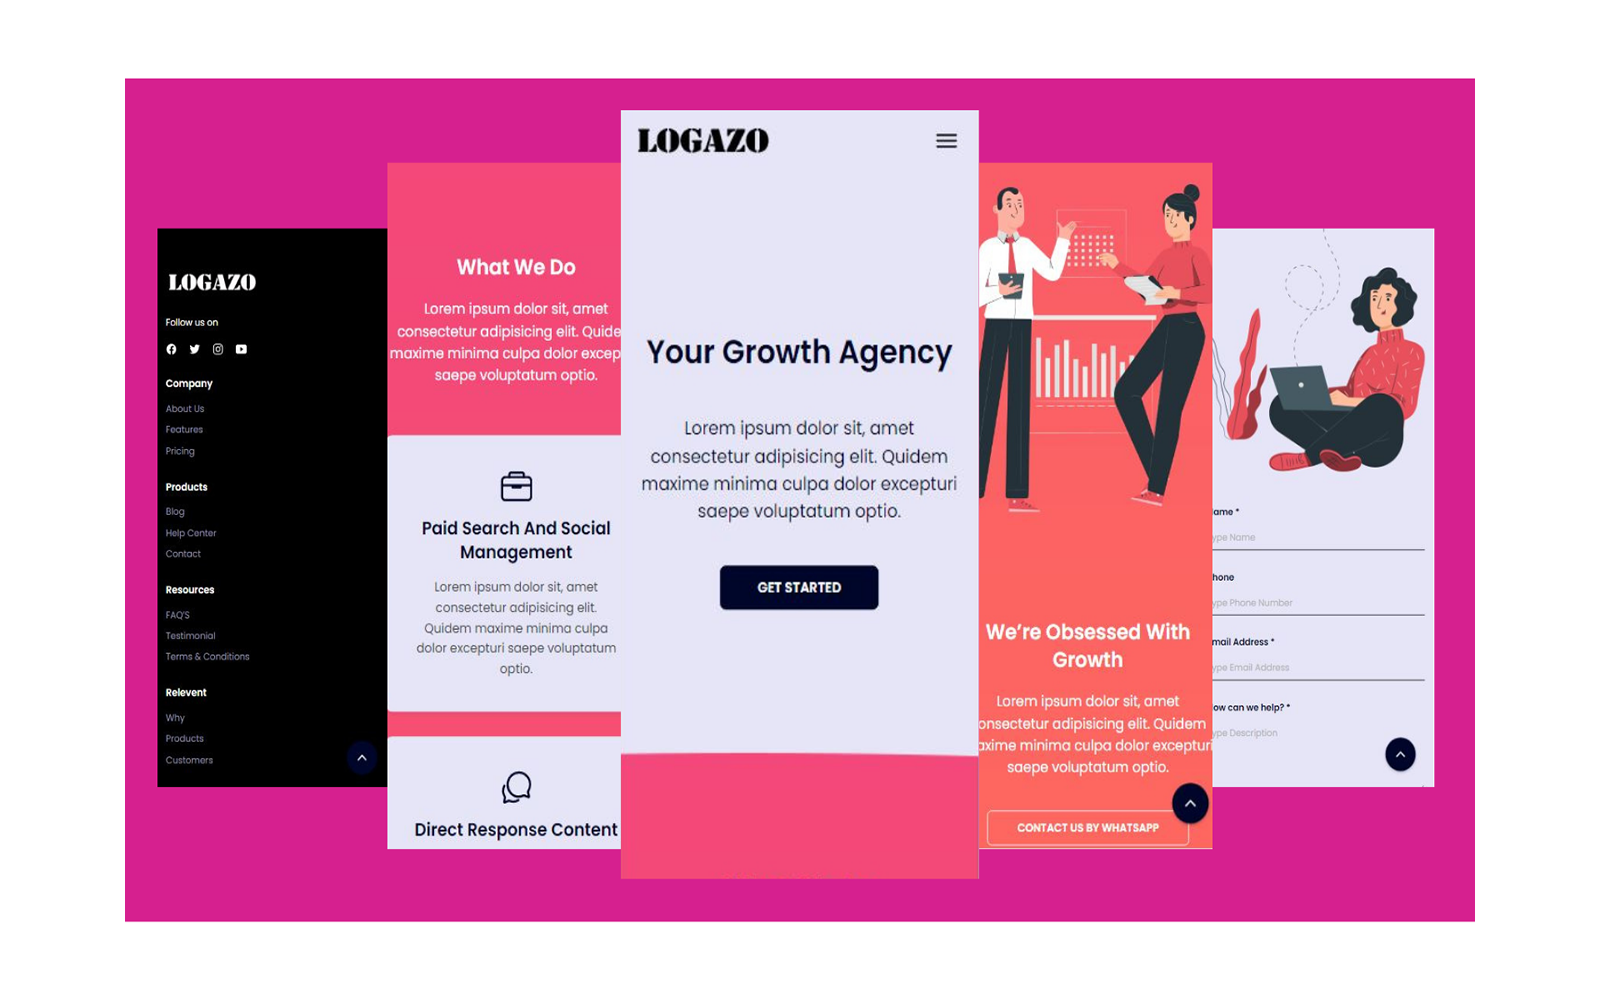 LOGAZO
Follow us on
Company
About Us
Features
Pricing
Products
Blog
Help Center
Contact
Resources
FAQ'S
Testimonial
Terms & Conditions
Relevent
Why
Products
Customers
What We Do
Lorem ipsum dolor sit, amet
consectetur adipisicing elit. Quide
maxime minima culpa dolor excep
saepe voluptatum optio.
Paid Search And Social
Management
Lorem ipsum dolor sit, amet
consectetur adipisicing elit.
Quidem maxime minima culpa
dolor excepturi saepe voluptatum
optio.
Direct Response Content
LOGAZO
Your Growth Agency
Lorem ipsum dolor sit, amet
consectetur adipisicing elit. Quidem
maxime minima culpa dolor excepturi
saepe voluptatum optio.
GET STARTED
We're Obsessed With
Growth
Lorem ipsum dolor sit, amet
onsectetur adipisicing elit. Quidem
axime minima culpa dolor excepturi
saepe voluptatum optio.
CONTACT US BY WHATSAPP
ame *
ype Name
hone
ype Phone Number
mail Address *
ype Email Address
ow can we help? *
ype Description